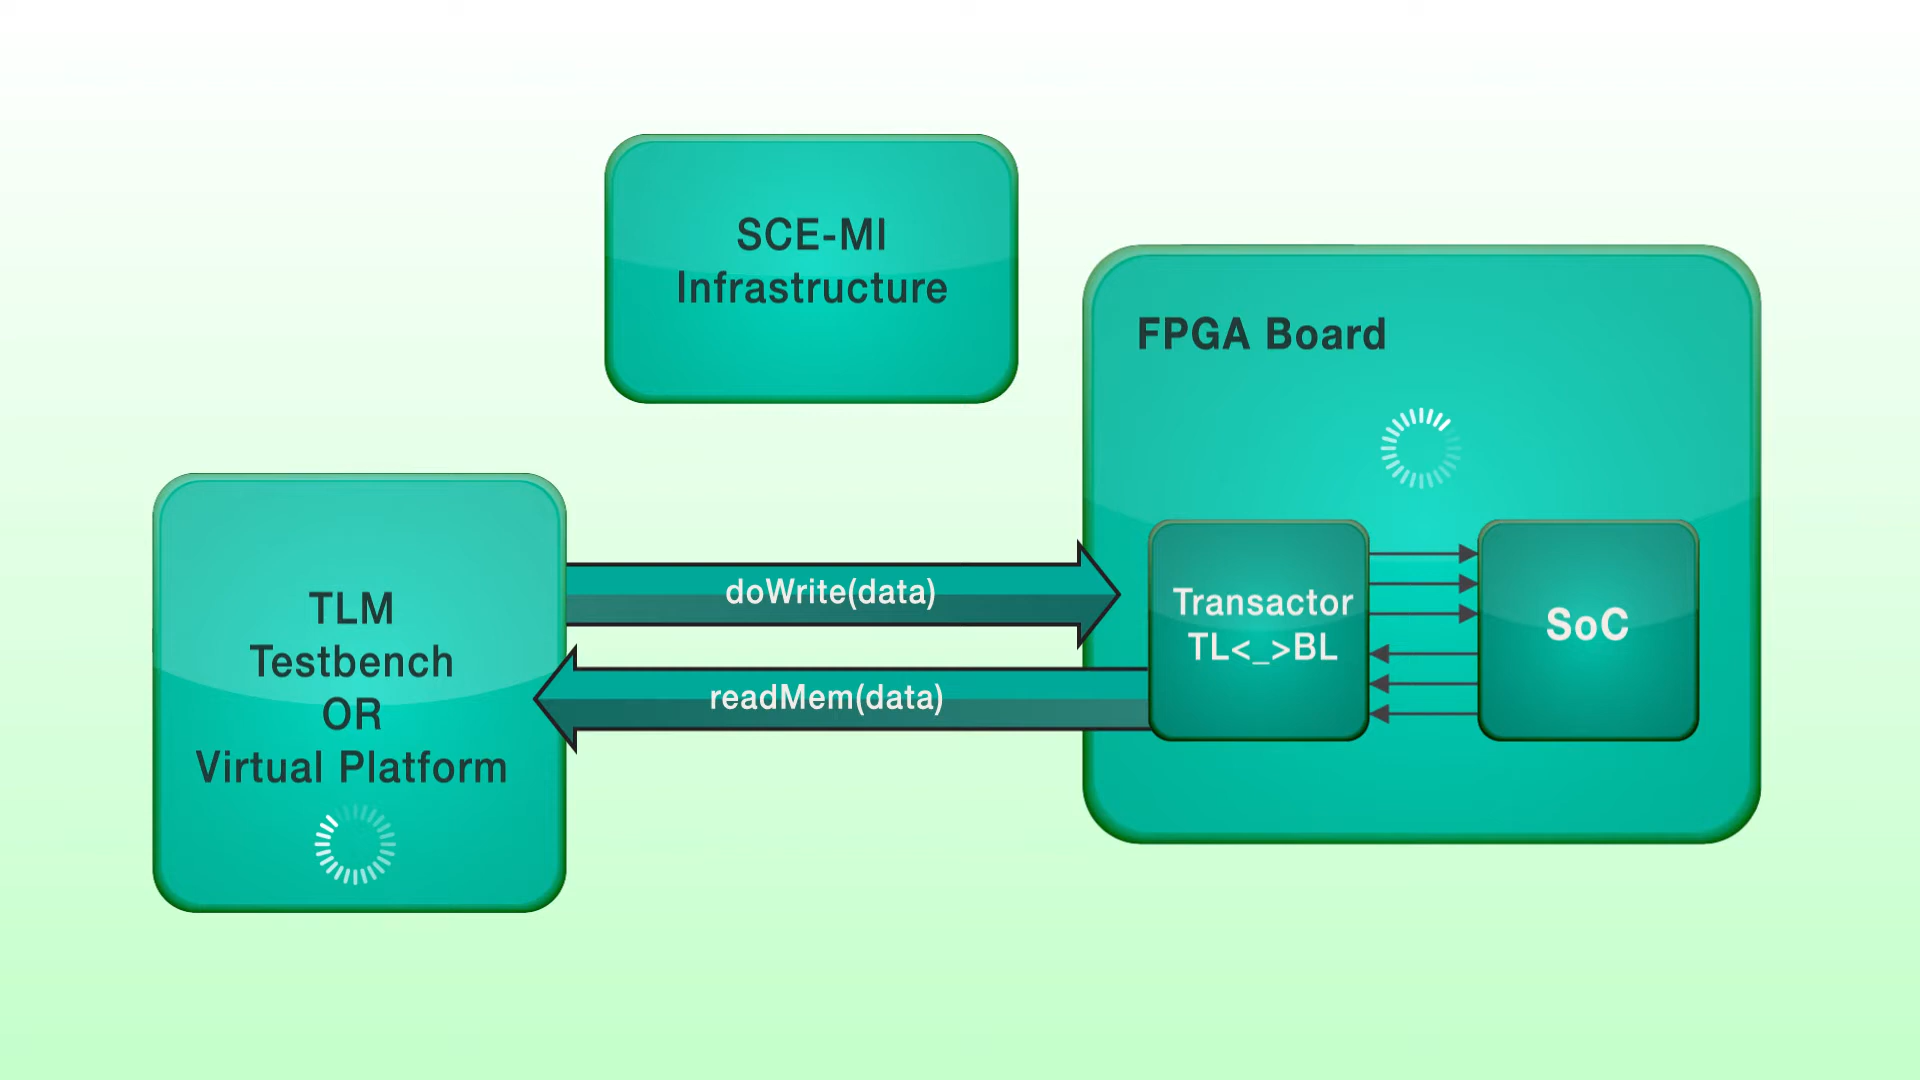 SCE-MI
Infrastructure
FPGA Board
TLM
Testbench
OR
Virtual Platform
doWrite(data)
readMem(data)
Transactor
TL<_>BL
SoC